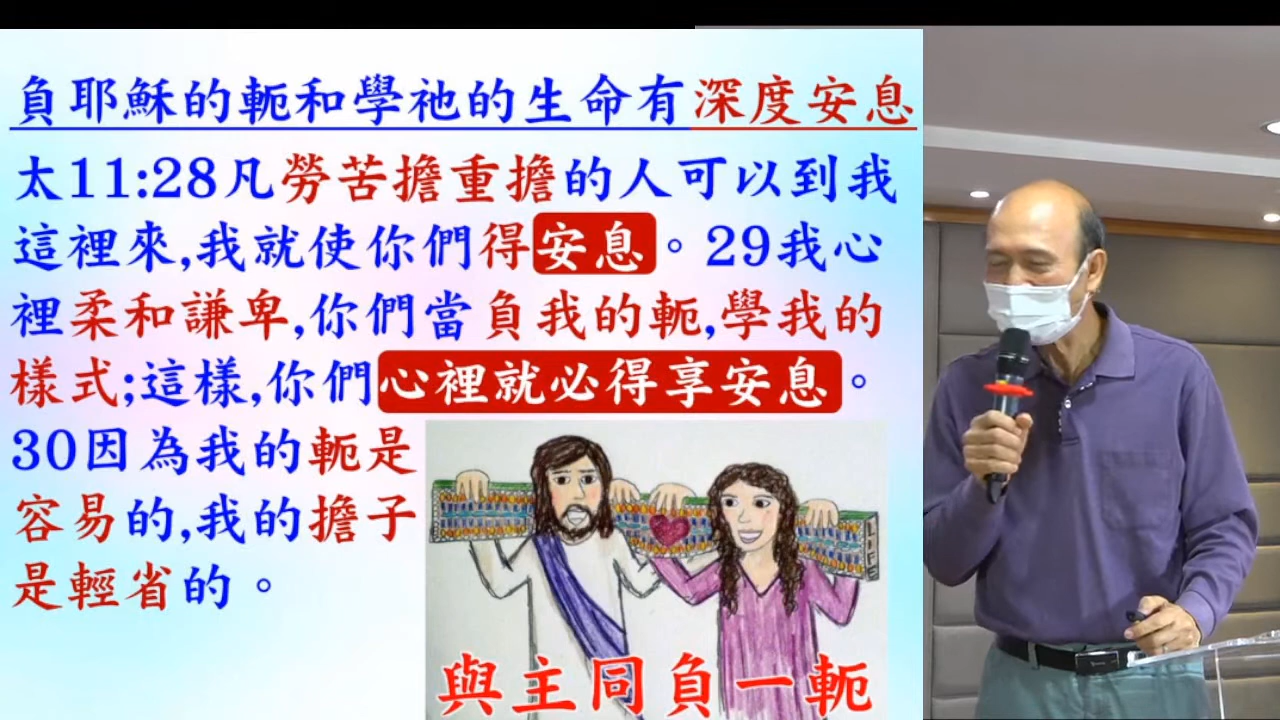 負耶穌的軛和學祂的生命有深度安息
太11:28凡勞苦擔重擔的人可以到我
這裡來,我就使你們得安息。29我心
裡柔和謙卑,你們當負我的軛,學我的
樣式;這樣,你們心裡就必得享安息。
30因為我的軛是
容易的,我的擔子
是輕省的。
LIFE
與主同負一軛